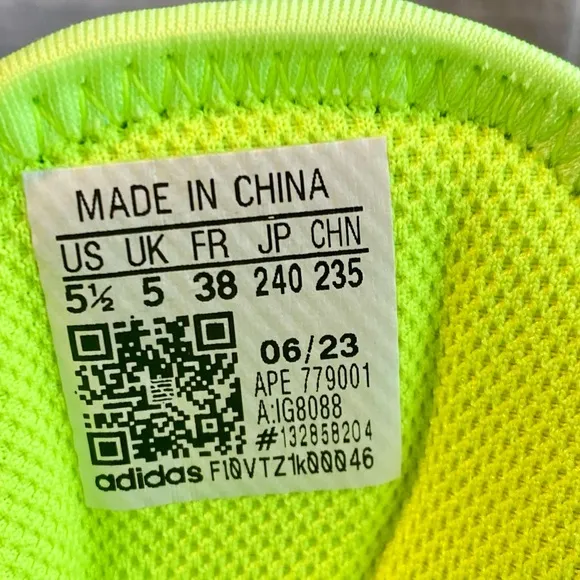 MADE IN CHINA
US UK FR JP CHN
5½ 5 38 240 235
06/23
APE 779001
A:IG8088
#132858204
adidas F10VTZ1k00046